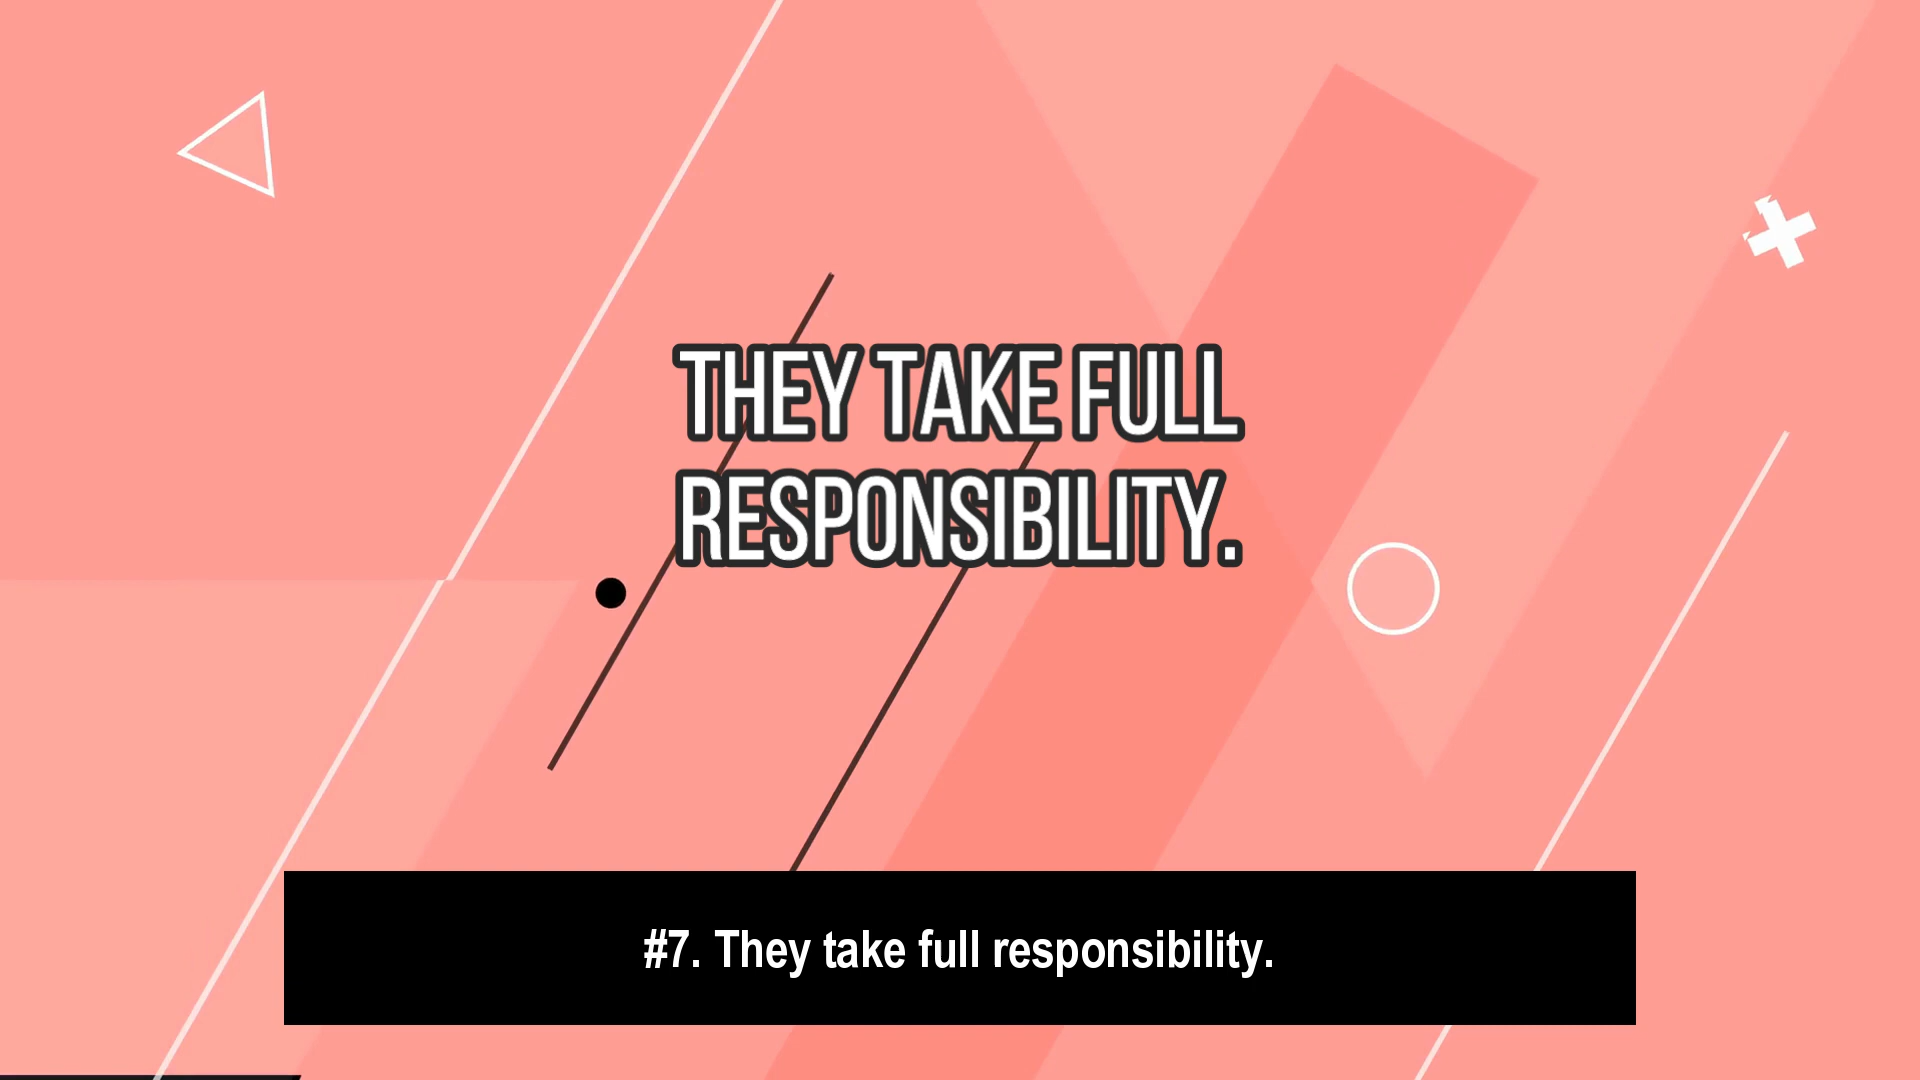 THEY TAKE FULL
RESPONSIBILITY.
#7. They take full responsibility.